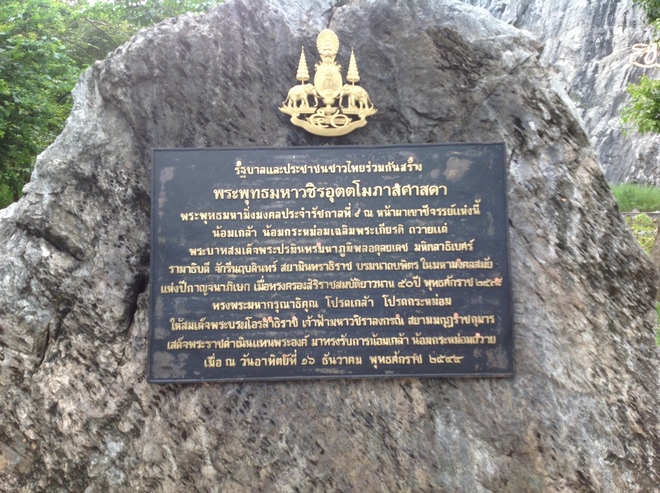 รัฐบาลและประชาชนชาวไทยร่วมกันสร้าง
พระพุทธมหาวชิรอุตตโมภาสศาสดา
พระพุทธมหามิ่งมงคลประจำรัชกาลที่ ๙ ณ หน้าผาเขาชีจรรย์แห่งนี้
น้อมเกล้า น้อมกระหม่อมเฉลิมพระเกียรติ ถวายแด่
พระบาทสมเด็จพระปรมินทรมหาภูมิพลอดุลยเดช มหิตลาธิเบศร์
รามาธิบดี จักรีนฤบดินทร์ สยามินทราธิราช บรมนาถบพิตร ในมหามงคลสมัย
แห่งปีกาญจนาภิเษก เมื่อทรงครองสิริราชสมบัติยาวนาน ๕๐ปี พุทธศักราช ๒๕๓๙
ทรงพระมหากรุณาธิคุณ โปรดเกล้า โปรดกระหม่อม
ให้สมเด็จพระบรมโอรสาธิราช เจ้าฟ้ามหาวชิราลงกรณ สยามมกุฎราชกุมาร
เสด็จพระราชดำเนินแทนพระองค์ มาทรงรับการน้อมเกล้า น้อมกระหม่อมถวาย
เมื่อ ณ วันอาทิตย์ที่ ๑๖ ธันวาคม พุทธศักราช ๒๕๔๔